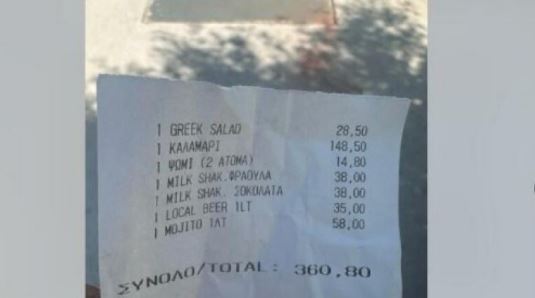 1 GREEK SALAD 28,50
1 ΚΑΛΑΜΑΡΙ 148,50
1 ΨΩΜΙ (2 ΑΤΟΜΑ) 14,80
1 MILK SHAK.ΦΡΑΟΥΛΑ 38,00
1 MILK SHAK. ΣΟΚΟΛΑΤΑ 38,00
1 LOCAL BEER 1LT 35,00
1 MOJITO 1ΛΤ 58,00
ΣΥΝΟΛΟ/TOTAL: 360,80